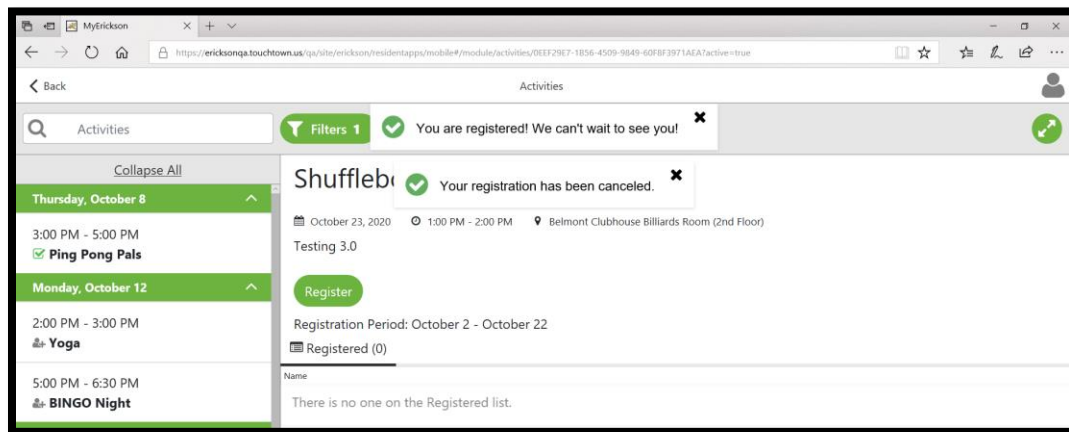 MyErickson
https://ericksonqa.touchtown.us/qa/site/erickson/residentapps/mobile#/module/activities/0EEF29E7-1B56-4509-9849-60F8F3971AEA?active=true
Back
Activities
Activities
Filters 1
You are registered! We can't wait to see you!
Collapse All
Thursday, October 8
3:00 PM - 5:00 PM
Ping Pong Pals
Monday, October 12
2:00 PM - 3:00 PM
Yoga
5:00 PM - 6:30 PM
BINGO Night
Your registration has been canceled.
October 23, 2020 1:00 PM - 2:00 PM Belmont Clubhouse Billiards Room (2nd Floor)
Testing 3.0
Register
Registration Period: October 2 - October 22
Registered (0)
Name
There is no one on the Registered list.